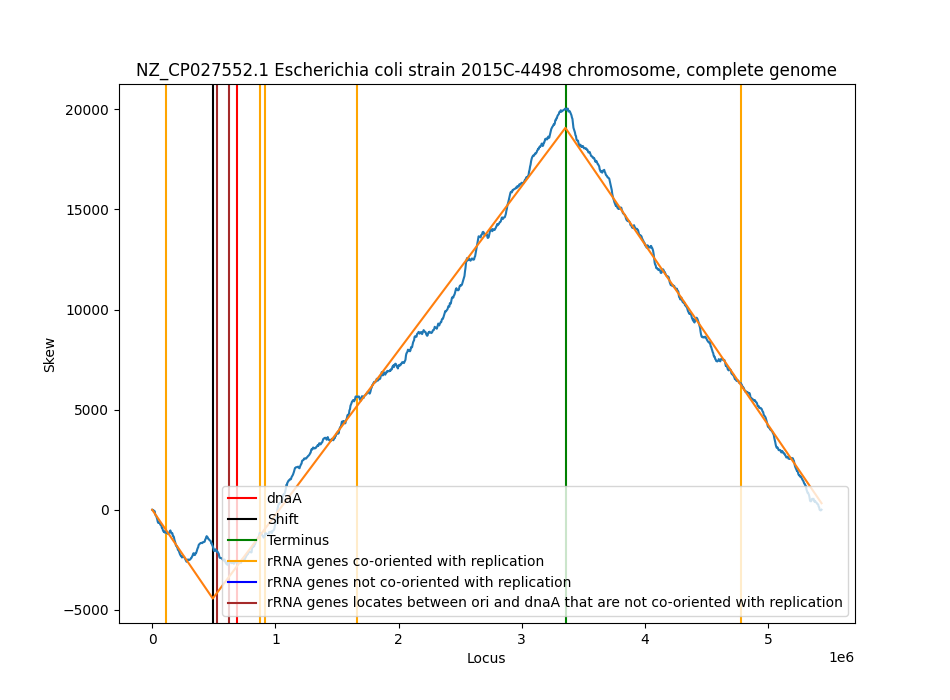 NZ_CP027552.1 Escherichia coli strain 2015C-4498 chromosome, complete genome
20000
15000
10000
5000
0
−5000
Skew
dnaA
Shift
Terminus
rRNA genes co-oriented with replication
rRNA genes not co-oriented with replication
rRNA genes locates between ori and dnaA that are not co-oriented with replication
0 1 2 3 4 5
1e6
Locus